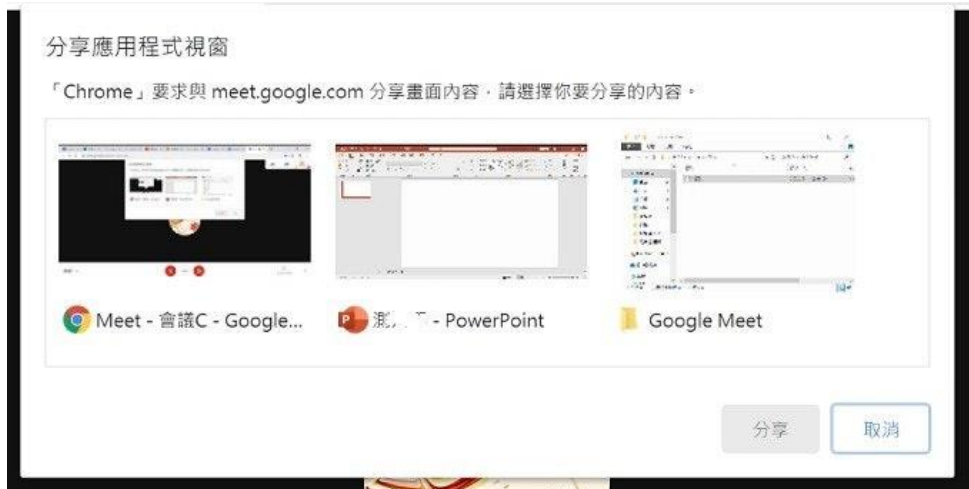 分享應用程式視窗
「Chrome」要求與 meet.google.com 分享畫面內容，請選擇你要分享的內容。
Meet - 會議C - Google...
- PowerPoint
Google Meet
分享
取消